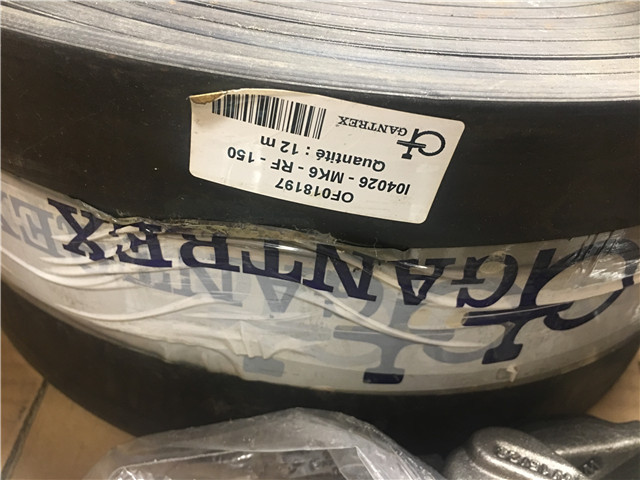 OF018197
I04026 - MK6 - RF - 150
Quantité : 12 m
GANTREX
GANTREX